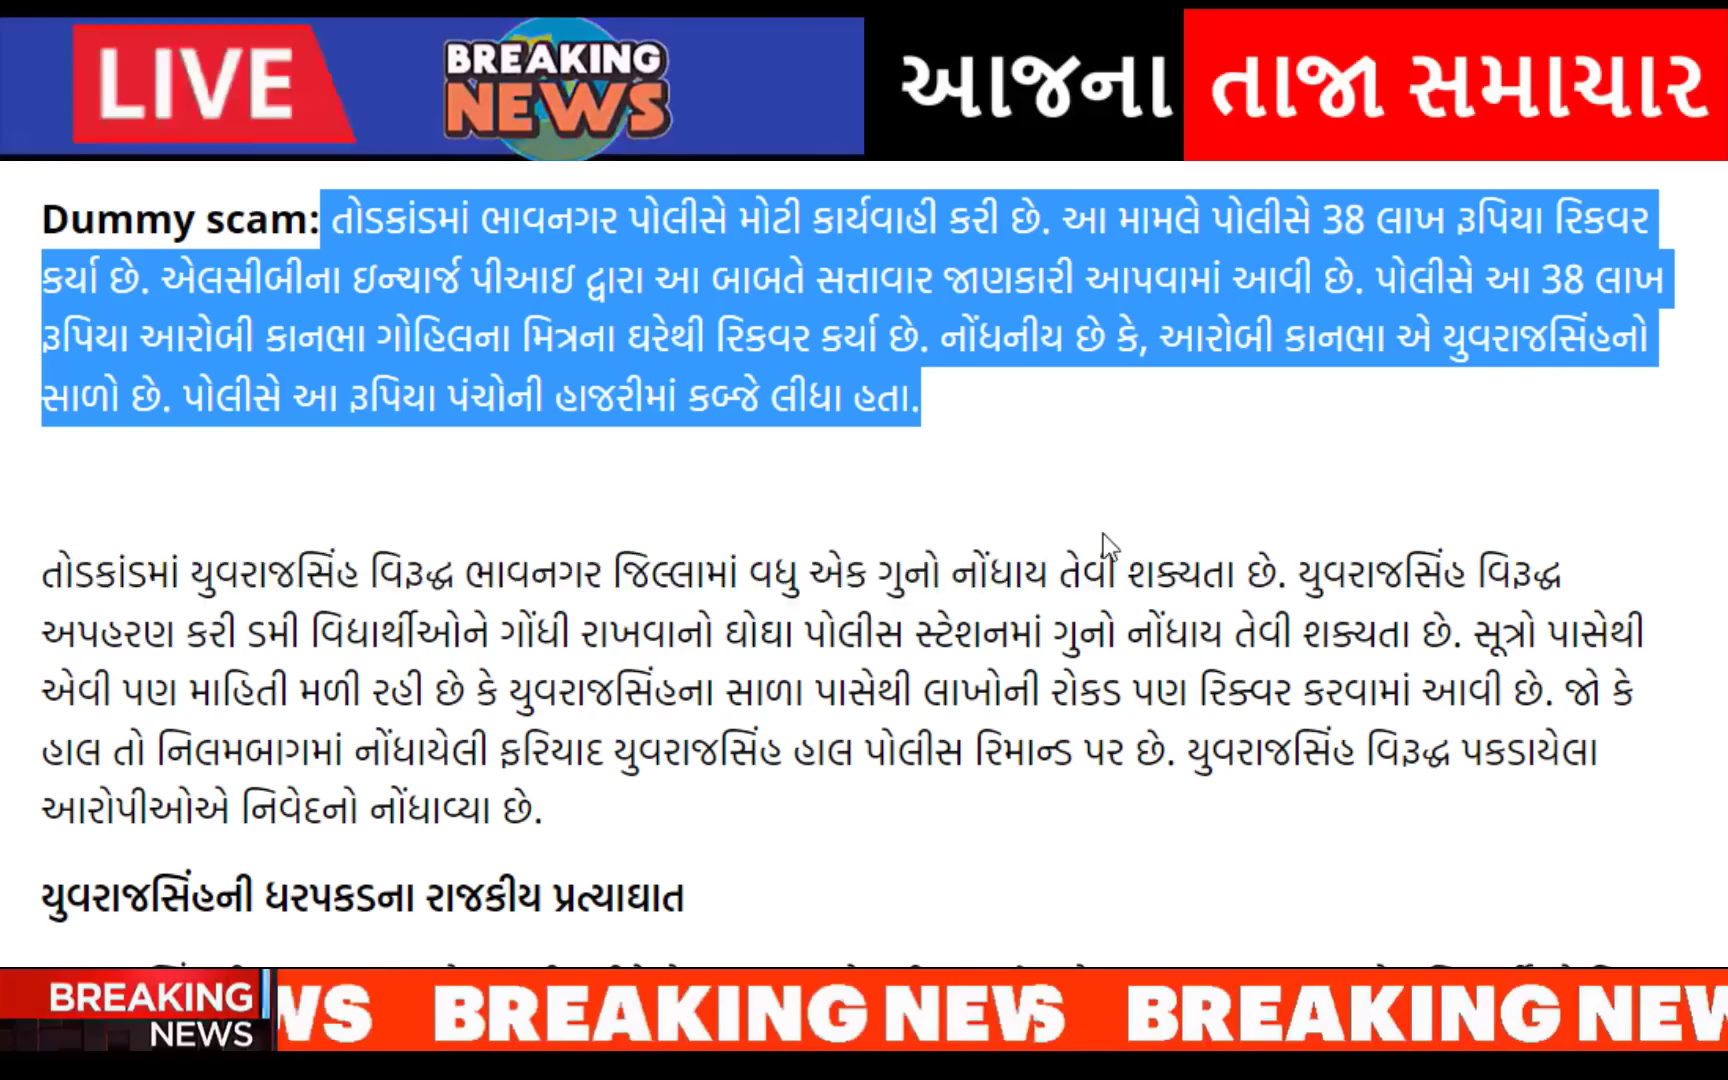 LIVE
BREAKING
NEWS
આજના તાજા સમાચાર
Dummy scam: તોડકાંડમાં ભાવનગર પોલીસે મોટી કાર્યવાહી કરી છે. આ મામલે પોલીસે 38 લાખ રૂપિયા રિકવર
કર્યા છે. એલસીબીના ઇન્ચાર્જ પીઆઇ દ્વારા આ બાબતે સત્તાવાર જાણકારી આપવામાં આવી છે. પોલીસે આ 38 લાખ
રૂપિયા આરોબી કાનભા ગોહિલના મિત્રના ઘરેથી રિકવર કર્યા છે. નોંધનીય છે કે, આરોબી કાનભા એ યુવરાજસિંહનો
સાળો છે. પોલીસે આ રૂપિયા પંચોની હાજરીમાં કબ્જે લીધા હતા.
તોડકાંડમાં યુવરાજસિંહ વિરૂદ્ધ ભાવનગર જિલ્લામાં વધુ એક ગુનો નોંધાય તેવી શક્યતા છે. યુવરાજસિંહ વિરૂદ્ધ
અપહરણ કરી ડમી વિદ્યાર્થીઓને ગોંધી રાખવાનો ઘોઘા પોલીસ સ્ટેશનમાં ગુનો નોંધાય તેવી શક્યતા છે. સૂત્રો પાસેથી
એવી પણ માહિતી મળી રહી છે કે યુવરાજસિંહના સાળા પાસેથી લાખોની રોકડ પણ રિક્વર કરવામાં આવી છે. જો કે
હાલ તો નિલમબાગમાં નોંધાયેલી ફરિયાદ યુવરાજસિંહ હાલ પોલીસ રિમાન્ડ પર છે. યુવરાજસિંહ વિરૂદ્ધ પકડાયેલા
આરોપીઓએ નિવેદનો નોંધાવ્યા છે.
યુવરાજસિંહની ધરપકડના રાજકીય પ્રત્યાઘાત
BREAKING
NEWS
WS BREAKING NEWS BREAKING NEW